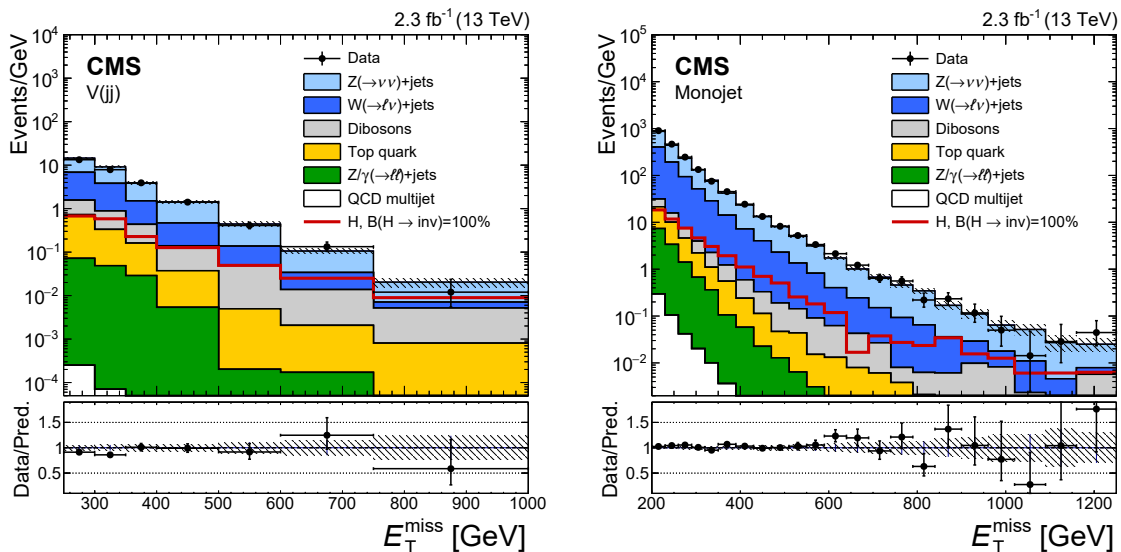 2.3 fb⁻¹ (13 TeV)
Events/GeV
10⁵
10⁴
10³
10²
10
1
10⁻¹
10⁻²
10⁻³
10⁻⁴
CMS
V(jj)
Data
Z(→νν)+jets
W(→ℓν)+jets
Dibosons
Top quark
Z/γ(→ℓℓ)+jets
QCD multijet
H, B(H → inv)=100%
Data/Pred.
1.5
1
0.5
300 400 500 600 700 800 900 1000
E_T^miss [GeV]
2.3 fb⁻¹ (13 TeV)
Events/GeV
10⁵
10⁴
10³
10²
10
1
10⁻¹
10⁻²
CMS
Monojet
Data
Z(→νν)+jets
W(→ℓν)+jets
Dibosons
Top quark
Z/γ(→ℓℓ)+jets
QCD multijet
H, B(H → inv)=100%
Data/Pred.
1.5
1
0.5
200 400 600 800 1000 1200
E_T^miss [GeV]